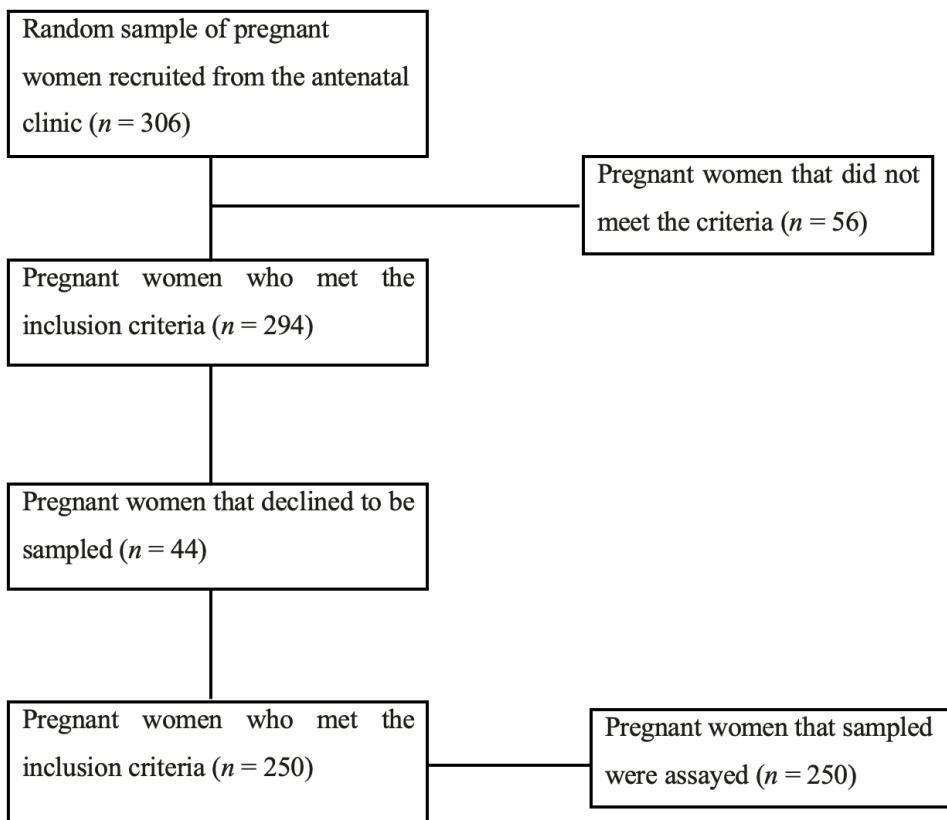 Random sample of pregnant
women recruited from the antenatal
clinic (n = 306)
Pregnant women that did not
meet the criteria (n = 56)
Pregnant women who met the
inclusion criteria (n = 294)
Pregnant women that declined to be
sampled (n = 44)
Pregnant women who met the
inclusion criteria (n = 250)
Pregnant women that sampled
were assayed (n = 250)